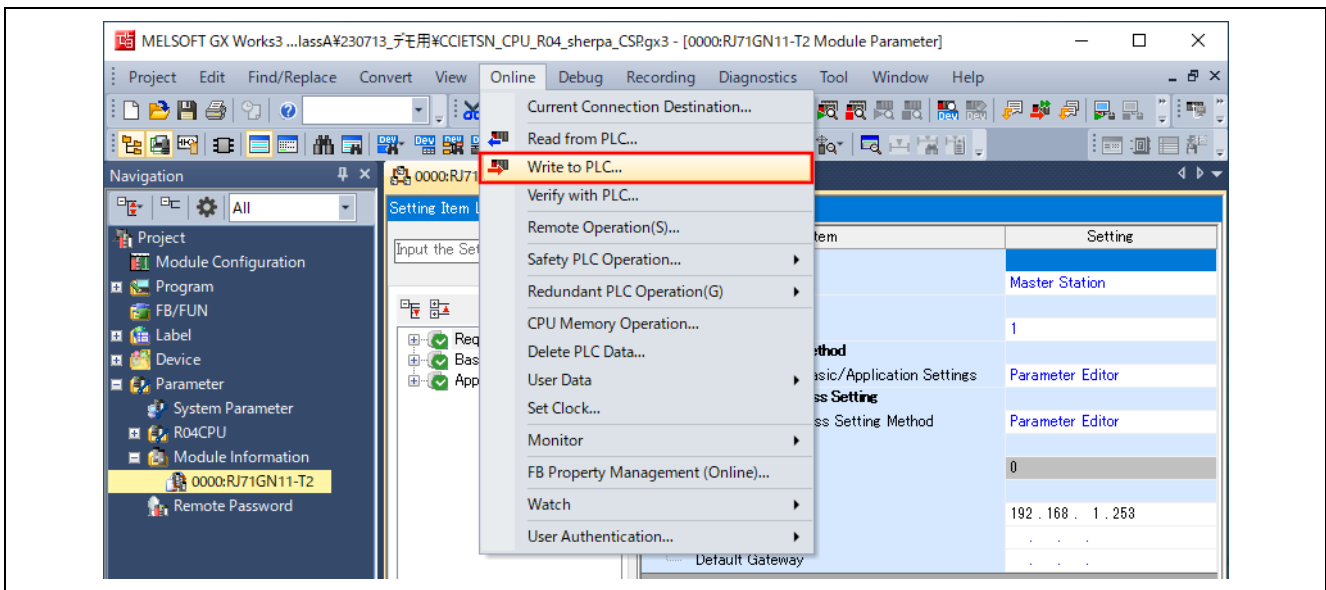 MELSOFT GX Works3 ...lassA¥230713_デモ用¥CCIETSN_CPU_R04_sherpa_CSP.gx3 - [0000:RJ71GN11-T2 Module Parameter]
Project Edit Find/Replace Convert View Online Debug Recording Diagnostics Tool Window Help
Navigation
0000:RJ71
All
Project
Module Configuration
Program
FB/FUN
Label
Device
Parameter
System Parameter
R04CPU
Module Information
0000:RJ71GN11-T2
Remote Password
Current Connection Destination...
Read from PLC...
Write to PLC...
Verify with PLC...
Remote Operation(S)...
Safety PLC Operation...
Redundant PLC Operation(G)
CPU Memory Operation...
Delete PLC Data...
User Data
Set Clock...
Monitor
FB Property Management (Online)...
Watch
User Authentication...
Setting Item L
Input the Set
Req
Bas
App
tem Setting
Master Station
1
ethod
asic/Application Settings Parameter Editor
ss Setting
ss Setting Method Parameter Editor
0
192 . 168 . 1 . 253
. . .
Default Gateway . . .